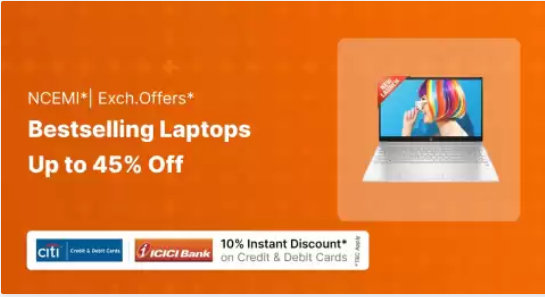 NCEMI*| Exch.Offers*
Bestselling Laptops
Up to 45% Off
citi Credit & Debit Cards
ICICI Bank
10% Instant Discount*
on Credit & Debit Cards
*T&C Apply